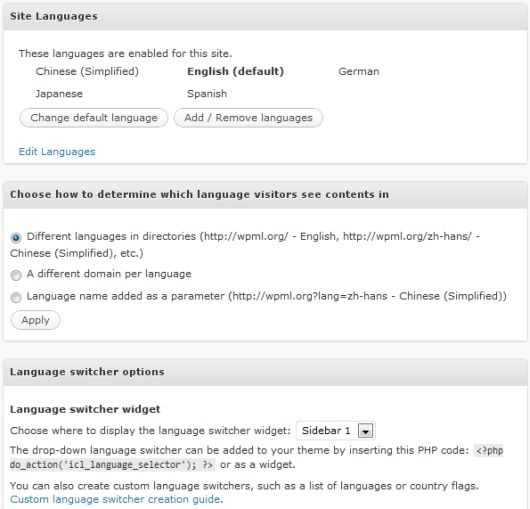 Site Languages
These languages are enabled for this site.
Chinese (Simplified) English (default) German
Japanese Spanish
Change default language Add / Remove languages
Edit Languages
Choose how to determine which language visitors see contents in
Different languages in directories (http://wpml.org/ - English, http://wpml.org/zh-hans/ -
Chinese (Simplified), etc.)
A different domain per language
Language name added as a parameter (http://wpml.org?lang=zh-hans - Chinese (Simplified))
Apply
Language switcher options
Language switcher widget
Choose where to display the language switcher widget: Sidebar 1
The drop-down language switcher can be added to your theme by inserting this PHP code: <?php
do_action('icl_language_selector'); ?> or as a widget.
You can also create custom language switchers, such as a list of languages or country flags.
Custom language switcher creation guide.